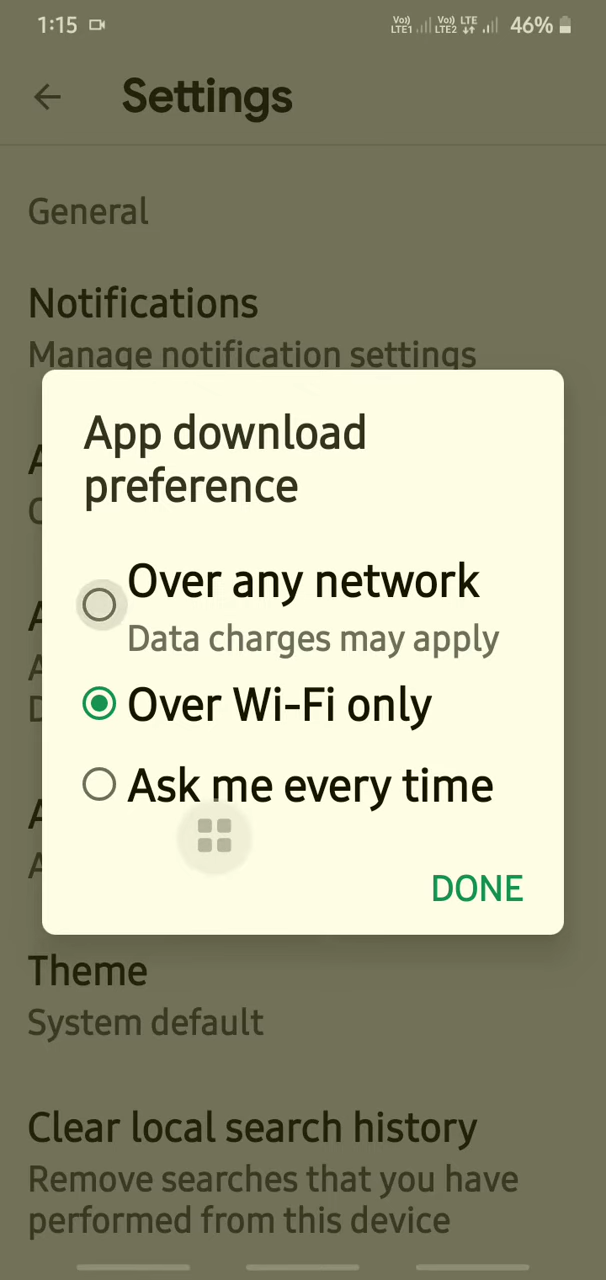 1:15
Vo)) LTE1 Vo)) LTE2 LTE 46%
Settings
General
Notifications
Manage notification settings
App download
preference
Over any network
Data charges may apply
Over Wi-Fi only
Ask me every time
DONE
Theme
System default
Clear local search history
Remove searches that you have
performed from this device